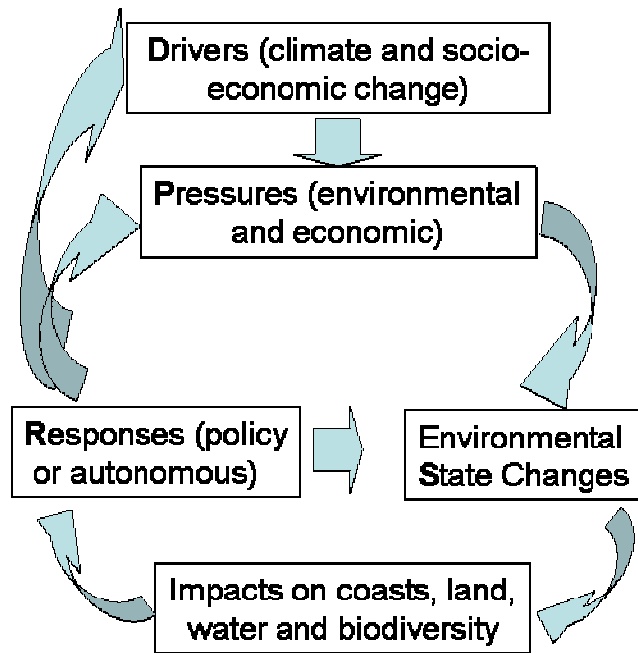 Drivers (climate and socio-
economic change)
Pressures (environmental
and economic)
Responses (policy
or autonomous)
Environmental
State Changes
Impacts on coasts, land,
water and biodiversity